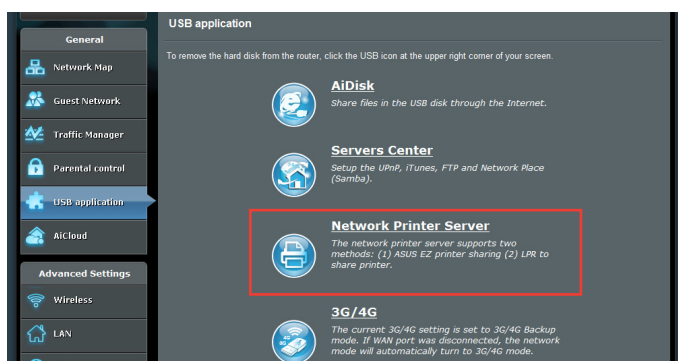 USB application
General
To remove the hard disk from the router, click the USB icon at the upper right corner of your screen.
Network Map
AiDisk
Share files in the USB disk through the Internet.
Guest Network
Traffic Manager
Servers Center
Setup the UPnP, iTunes, FTP and Network Place
(Samba).
Parental control
USB application
AiCloud
Network Printer Server
The network printer server supports two
methods: (1) ASUS EZ printer sharing (2) LPR to
share printer.
Advanced Settings
Wireless
LAN
3G/4G
The current 3G/4G setting is set to 3G/4G Backup
mode. If WAN port was disconnected, the network
mode will automatically turn to 3G/4G mode.
4G
3G